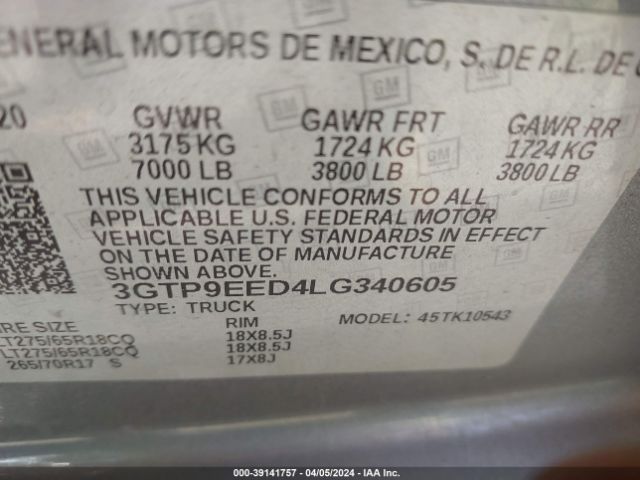 ENERAL MOTORS DE MEXICO, S. DE R.L. DE C
20 GVWR GAWR FRT GAWR RR
3175 KG 1724 KG 1724 KG
7000 LB 3800 LB 3800 LB
THIS VEHICLE CONFORMS TO ALL
APPLICABLE U.S. FEDERAL MOTOR
VEHICLE SAFETY STANDARDS IN EFFECT
ON THE DATE OF MANUFACTURE
SHOWN ABOVE.
3GTP9EED4LG340605
TYPE: TRUCK MODEL: 45TK10543
RE SIZE RIM
LT275/65R18CQ 18X8.5J
LT275/65R18CQ 18X8.5J
265/70R17 S 17X8J
000-39141757 - 04/05/2024 - IAA Inc.